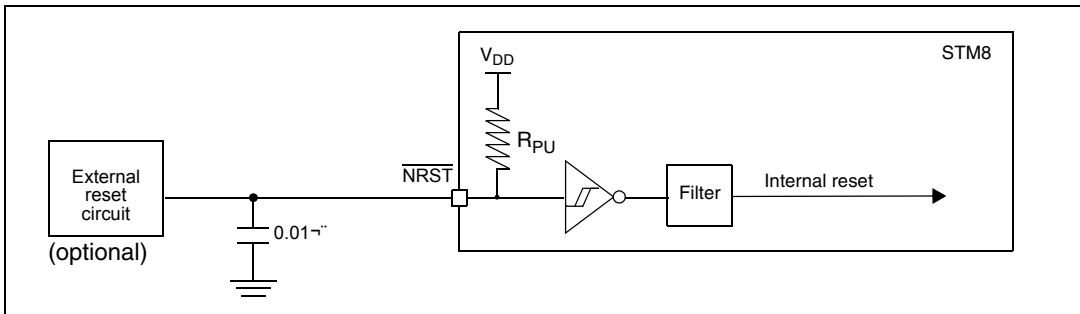 STM8
VDD
RPU
NRST
External
reset
circuit
(optional)
0.01¬¨
Filter
Internal reset